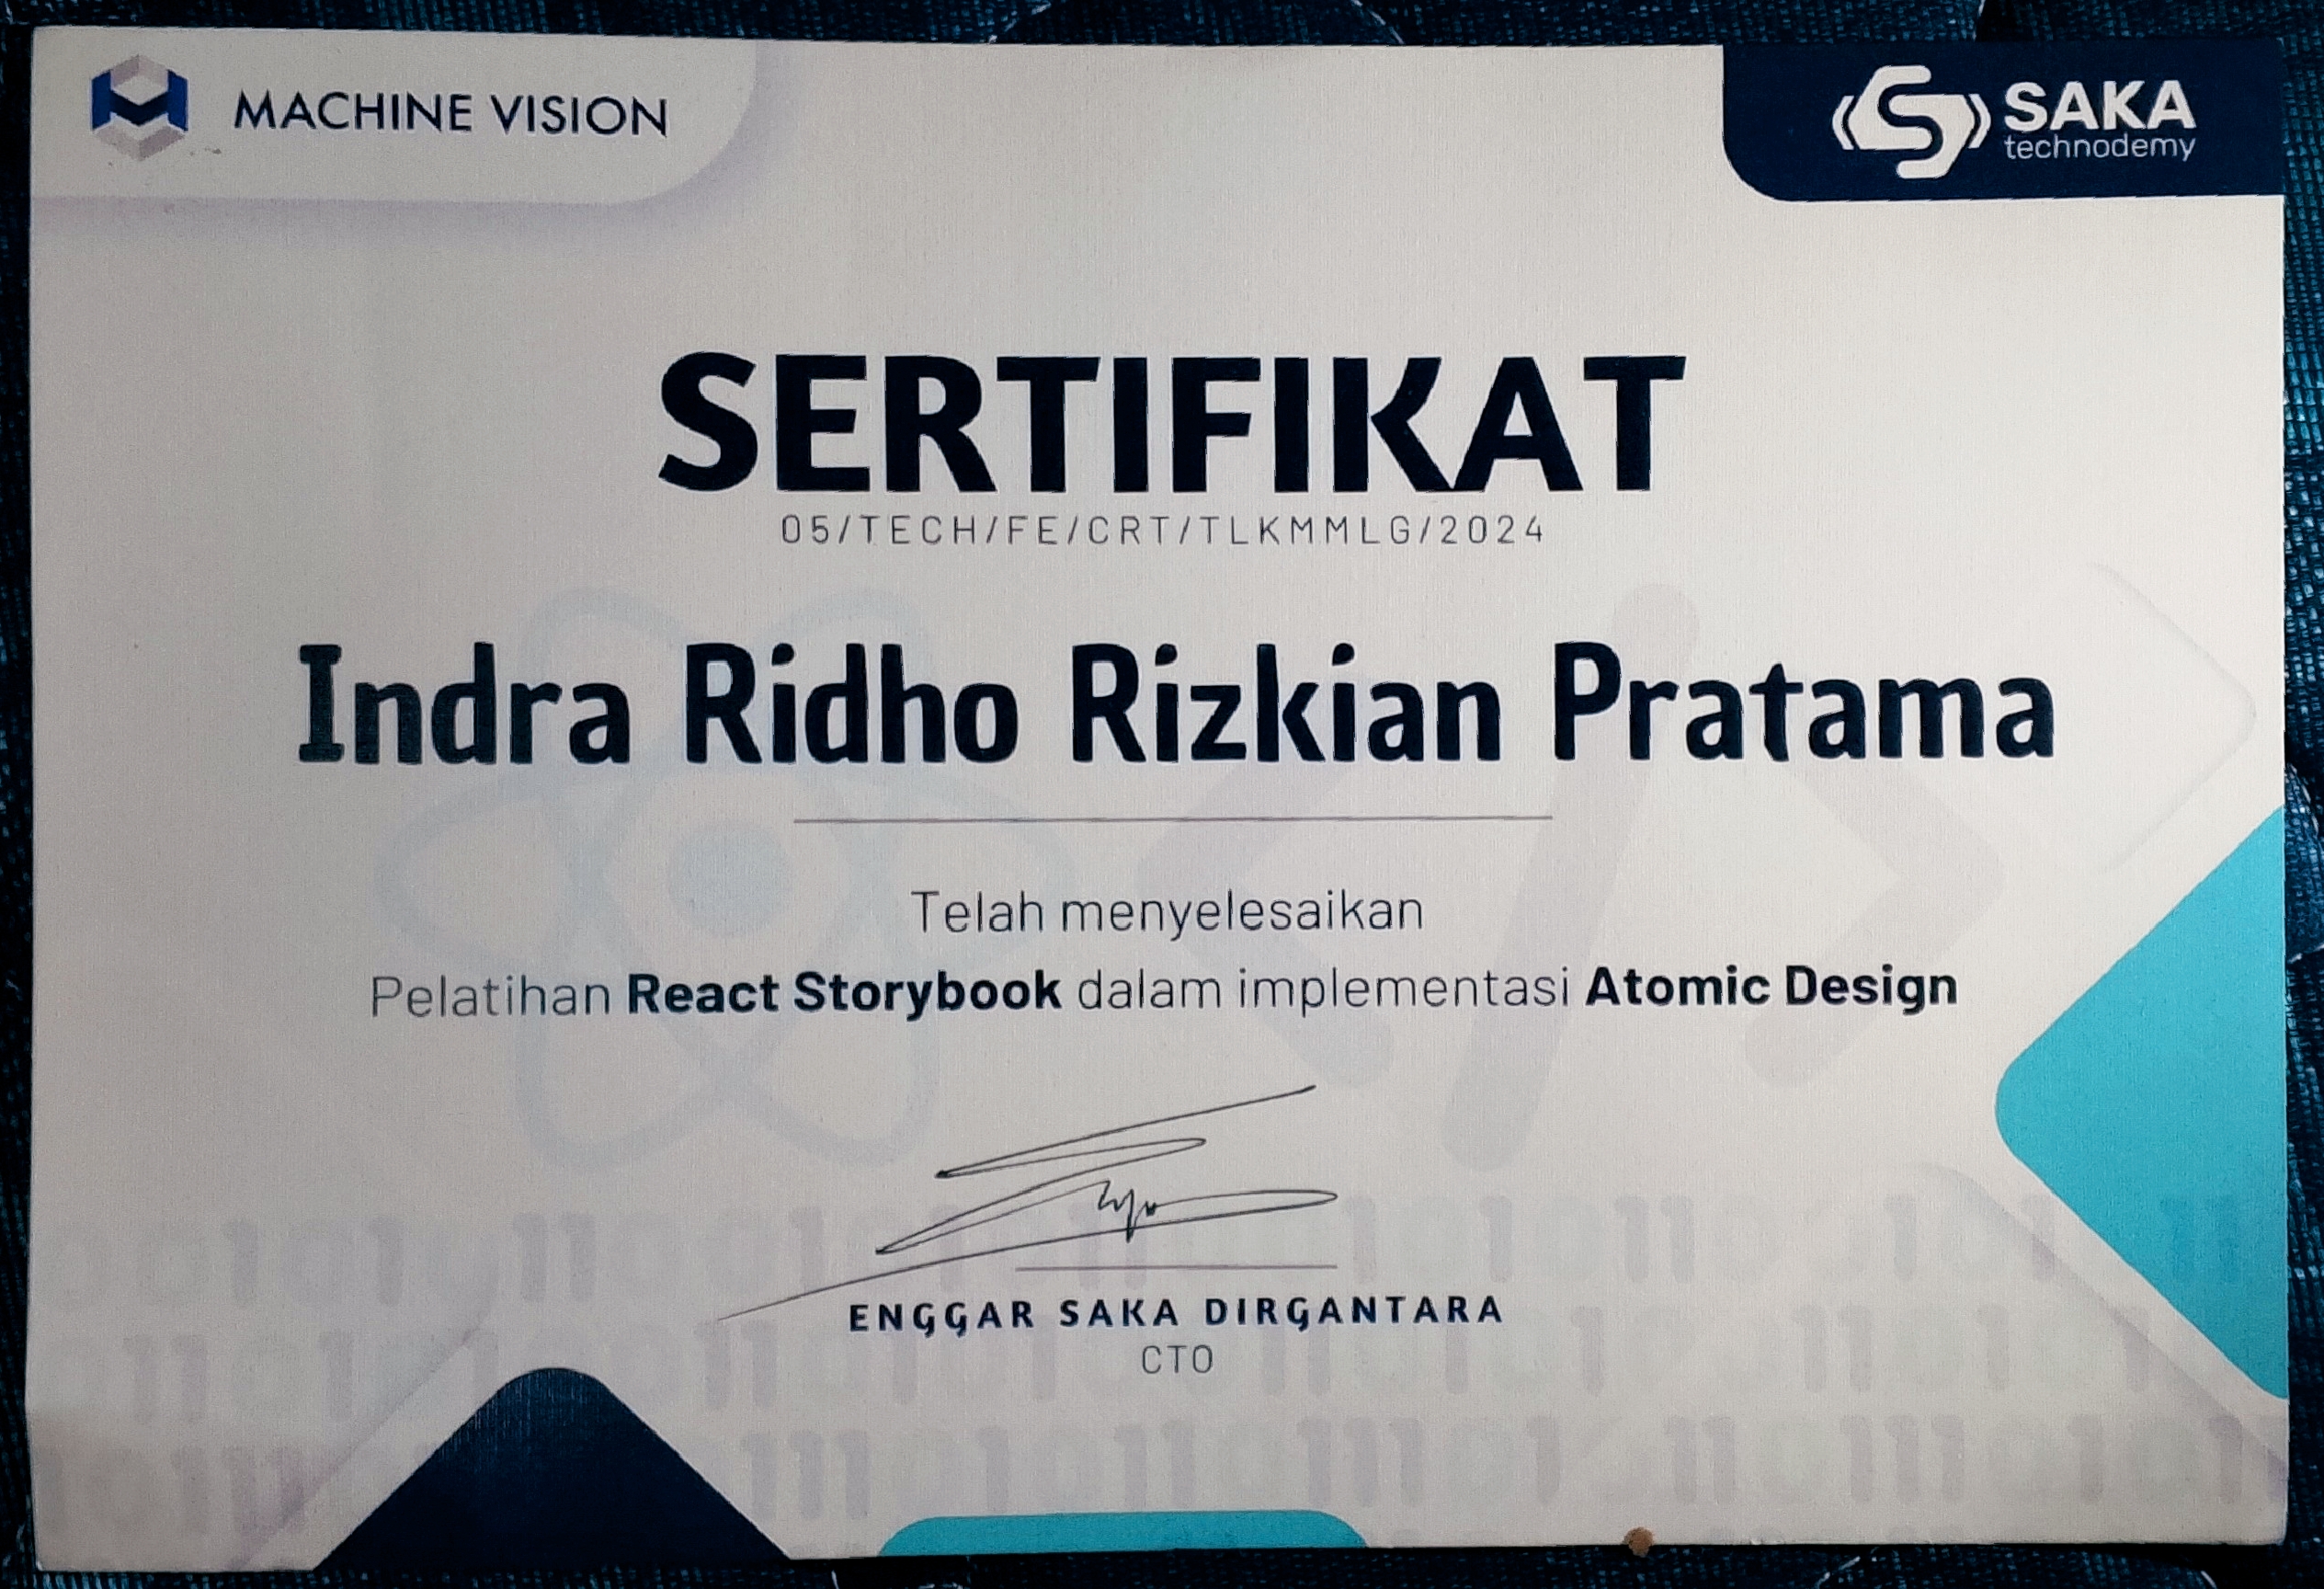 MACHINE VISION
SAKA
technodemy
SERTIFIKAT
05/TECH/FE/CRT/TLKMMLG/2024
Indra Ridho Rizkian Pratama
Telah menyelesaikan
Pelatihan React Storybook dalam implementasi Atomic Design
ENGGAR SAKA DIRGANTARA
CTO